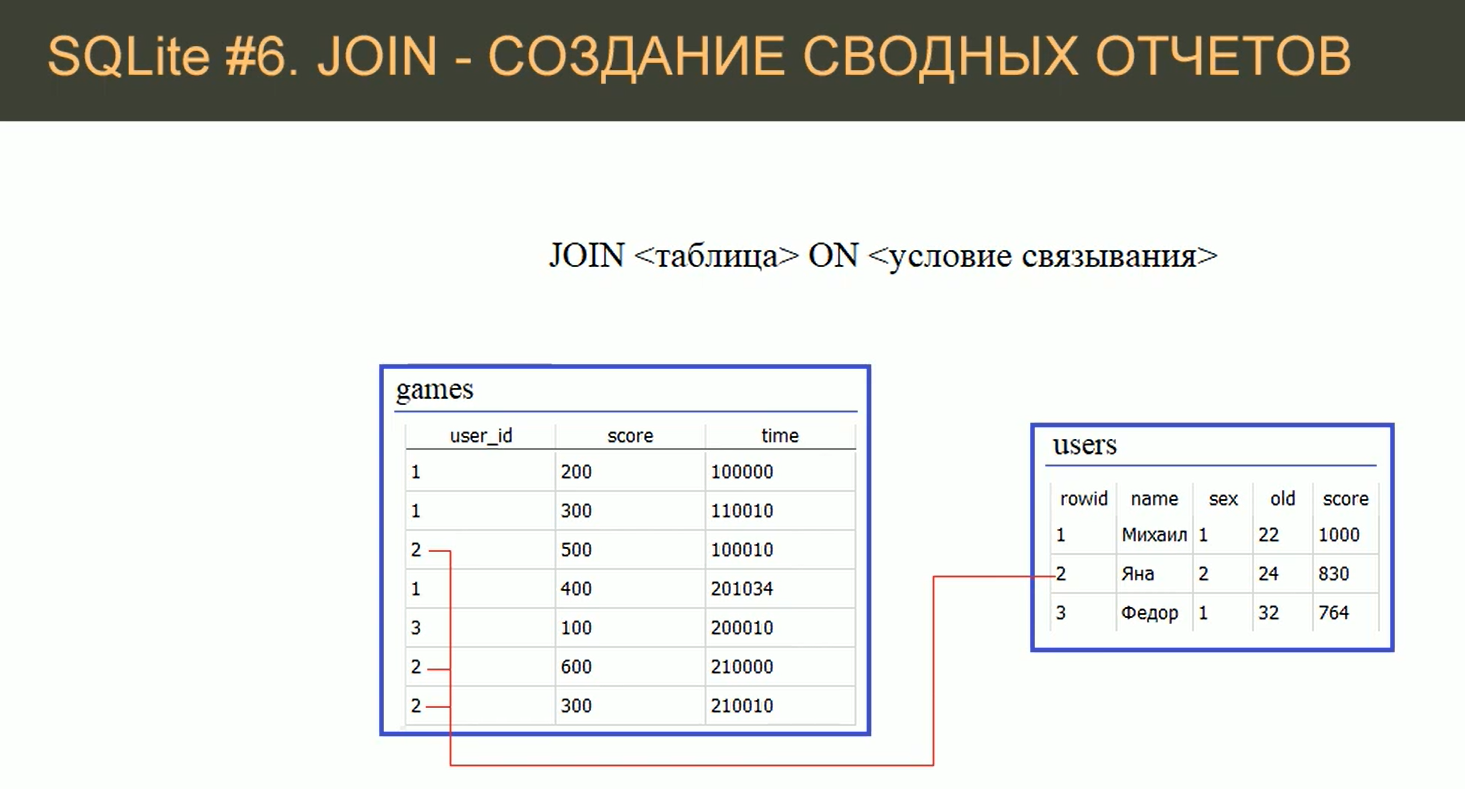 SQLite #6. JOIN - СОЗДАНИЕ СВОДНЫХ ОТЧЕТОВ
JOIN <таблица> ON <условие связывания>
games
user_id score time
1 200 100000
1 300 110010
2 500 100010
1 400 201034
3 100 200010
2 600 210000
2 300 210010
users
rowid name sex old score
1 Михаил 1 22 1000
2 Яна 2 24 830
3 Федор 1 32 764